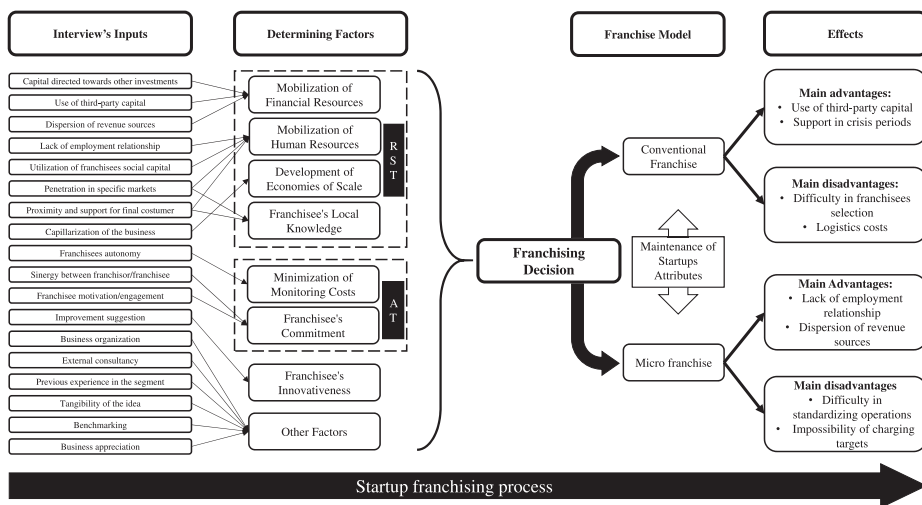 Interview's Inputs
Determining Factors
Franchise Model
Effects
Capital directed towards other investments
Use of third-party capital
Dispersion of revenue sources
Lack of employment relationship
Utilization of franchisees social capital
Penetration in specific markets
Proximity and support for final costumer
Capillarization of the business
Franchisees autonomy
Sinergy between franchisor/franchisee
Franchisee motivation/engagement
Improvement suggestion
Business organization
External consultancy
Previous experience in the segment
Tangibility of the idea
Benchmarking
Business appreciation
Mobilization of
Financial Resources
Mobilization of
Human Resources
Development of
Economies of Scale
Franchisee's Local
Knowledge
RST
Minimization of
Monitoring Costs
Franchisee's
Commitment
AT
Franchisee's
Innovativeness
Other Factors
Franchising
Decision
Conventional
Franchise
Maintenance of
Startups
Attributes
Micro franchise
Main advantages:
• Use of third-party capital
• Support in crisis periods
Main disadvantages:
• Difficulty in franchisees
selection
• Logistics costs
Main Advantages:
• Lack of employment
relationship
• Dispersion of revenue
sources
Main disadvantages
• Difficulty in
standardizing operations
• Impossibility of charging
targets
Startup franchising process